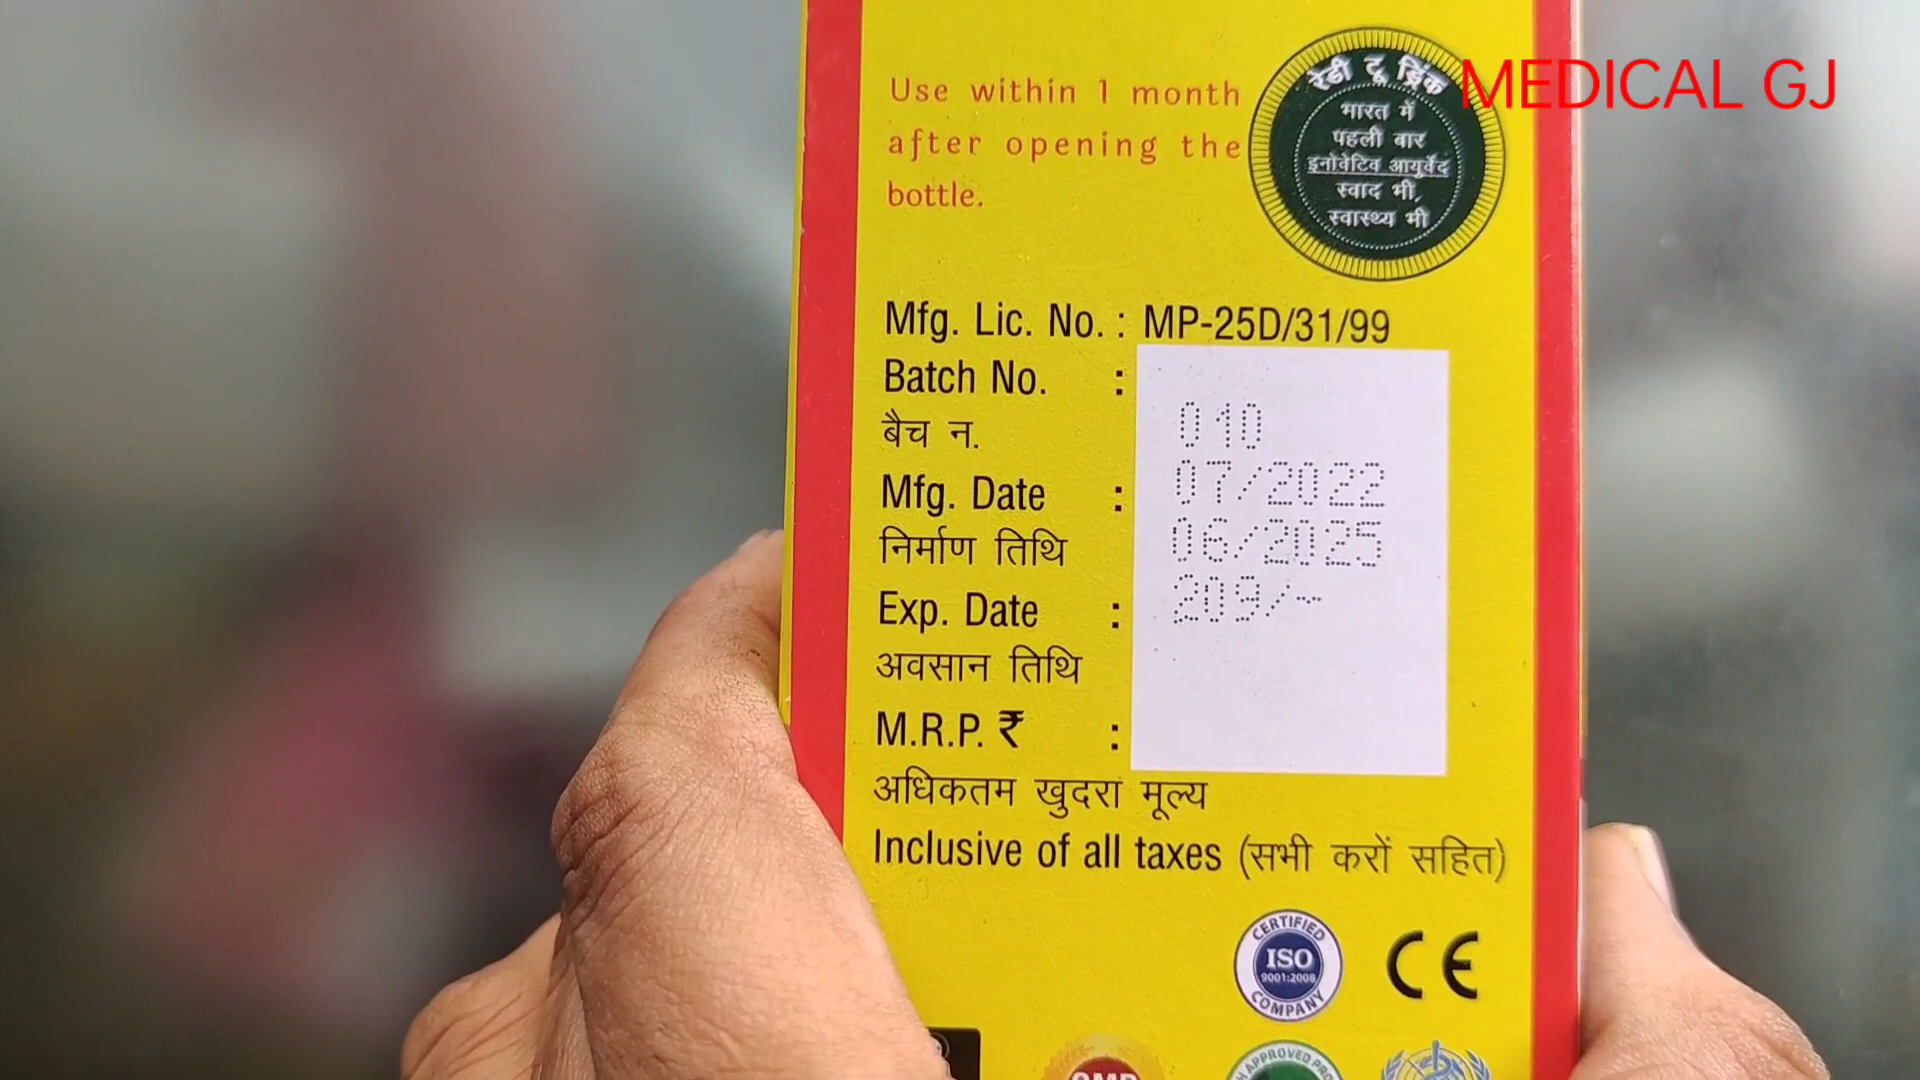 MEDICAL GJ
Use within 1 month
after opening the
bottle.
रेडी टू ड्रिंक
भारत में
पहली बार
इनोवेटिव आयुर्वेद
स्वाद भी,
स्वास्थ्य भी
Mfg. Lic. No. : MP-25D/31/99
Batch No. :
बैच न.
010
Mfg. Date :
07/2022
निर्माण तिथि
06/2025
Exp. Date :
209/-
अवसान तिथि
M.R.P. ₹ :
अधिकतम खुदरा मूल्य
Inclusive of all taxes (सभी करों सहित)
CERTIFIED
ISO
9001:2008
COMPANY
CE
GMP
APPROVED